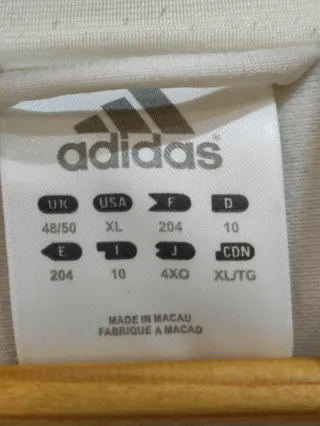 adidas®
UK USA F D
48/50 XL 204 10
E I J CDN
204 10 4XO XL/TG
MADE IN MACAU
FABRIQUE A MACAO